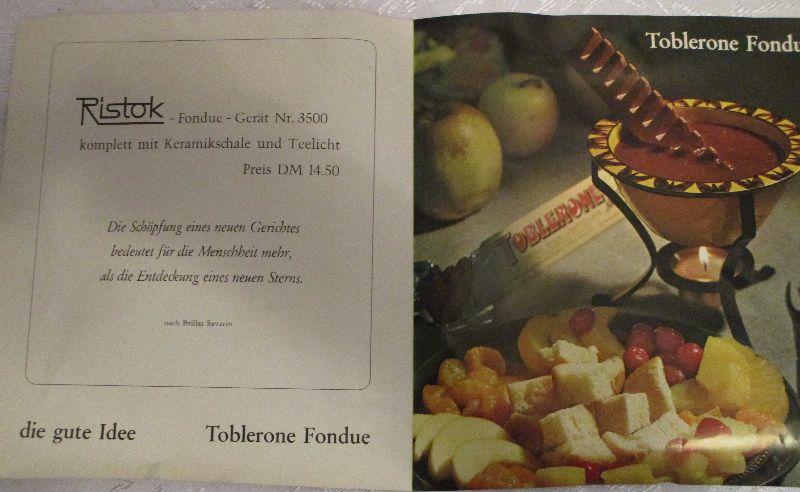 Ristok - Fondue - Gerät Nr. 3500
komplett mit Keramikschale und Teelicht
Preis DM 14.50
Die Schöpfung eines neuen Gerichtes
bedeutet für die Menschheit mehr,
als die Entdeckung eines neuen Sterns.
nach Brillat Savarin
die gute Idee
Toblerone Fondue
Toblerone Fondu
TOBLERONE